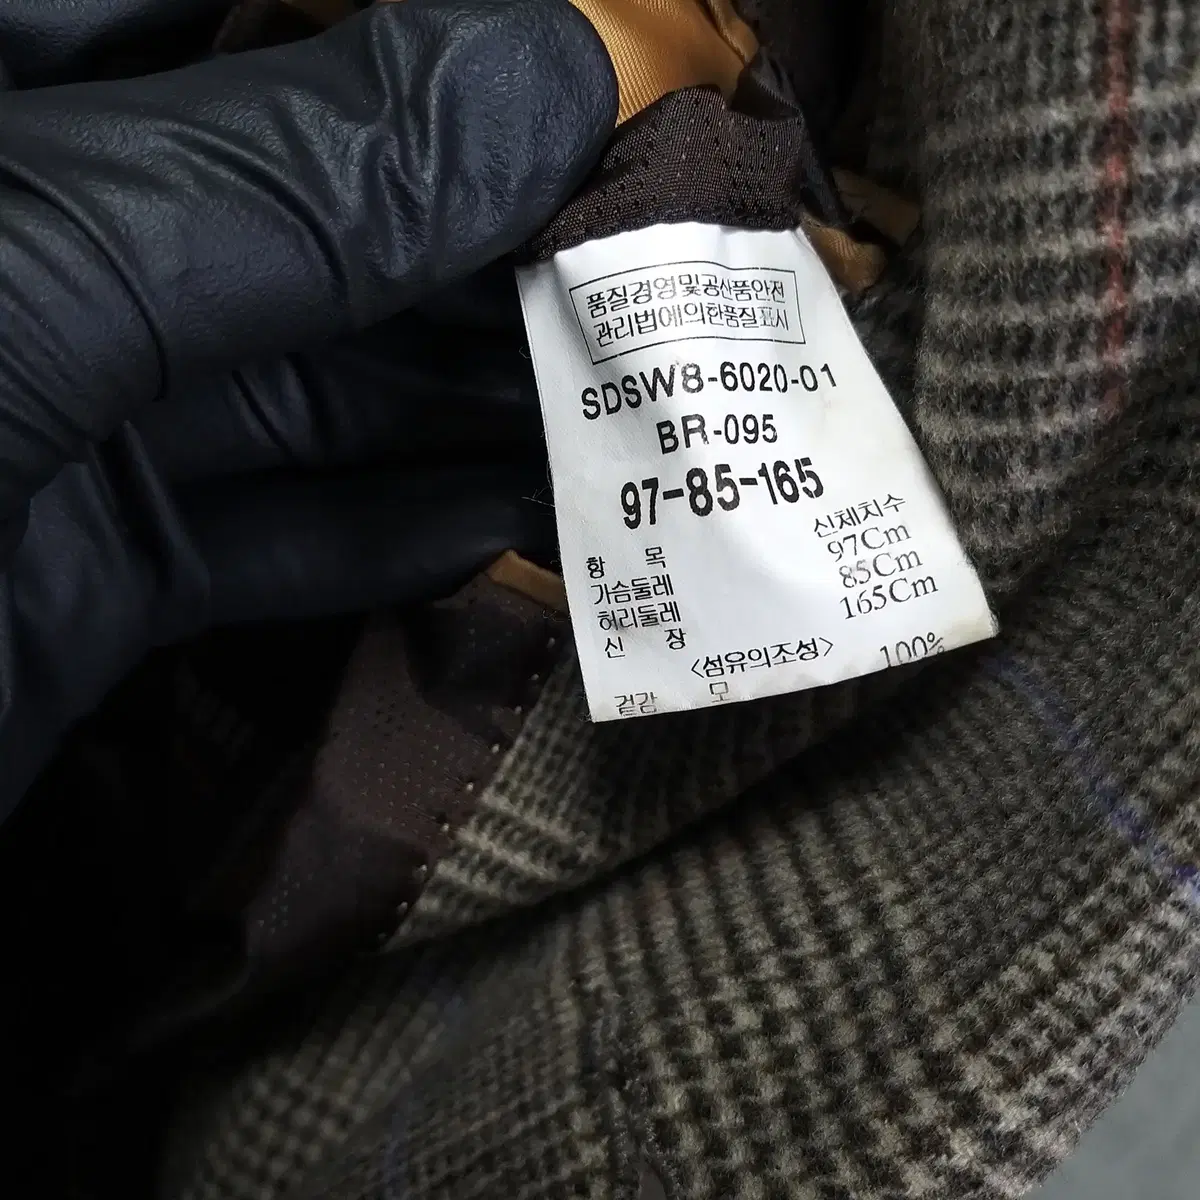 품질경영및공산품안전
관리법에의한품질표시
SDSW8-6020-01
BR-095
97-85-165
항 목 신체치수
가슴둘레 97Cm
허리둘레 85Cm
신 장 165Cm
<섬유의조성>
겉감 모 100%